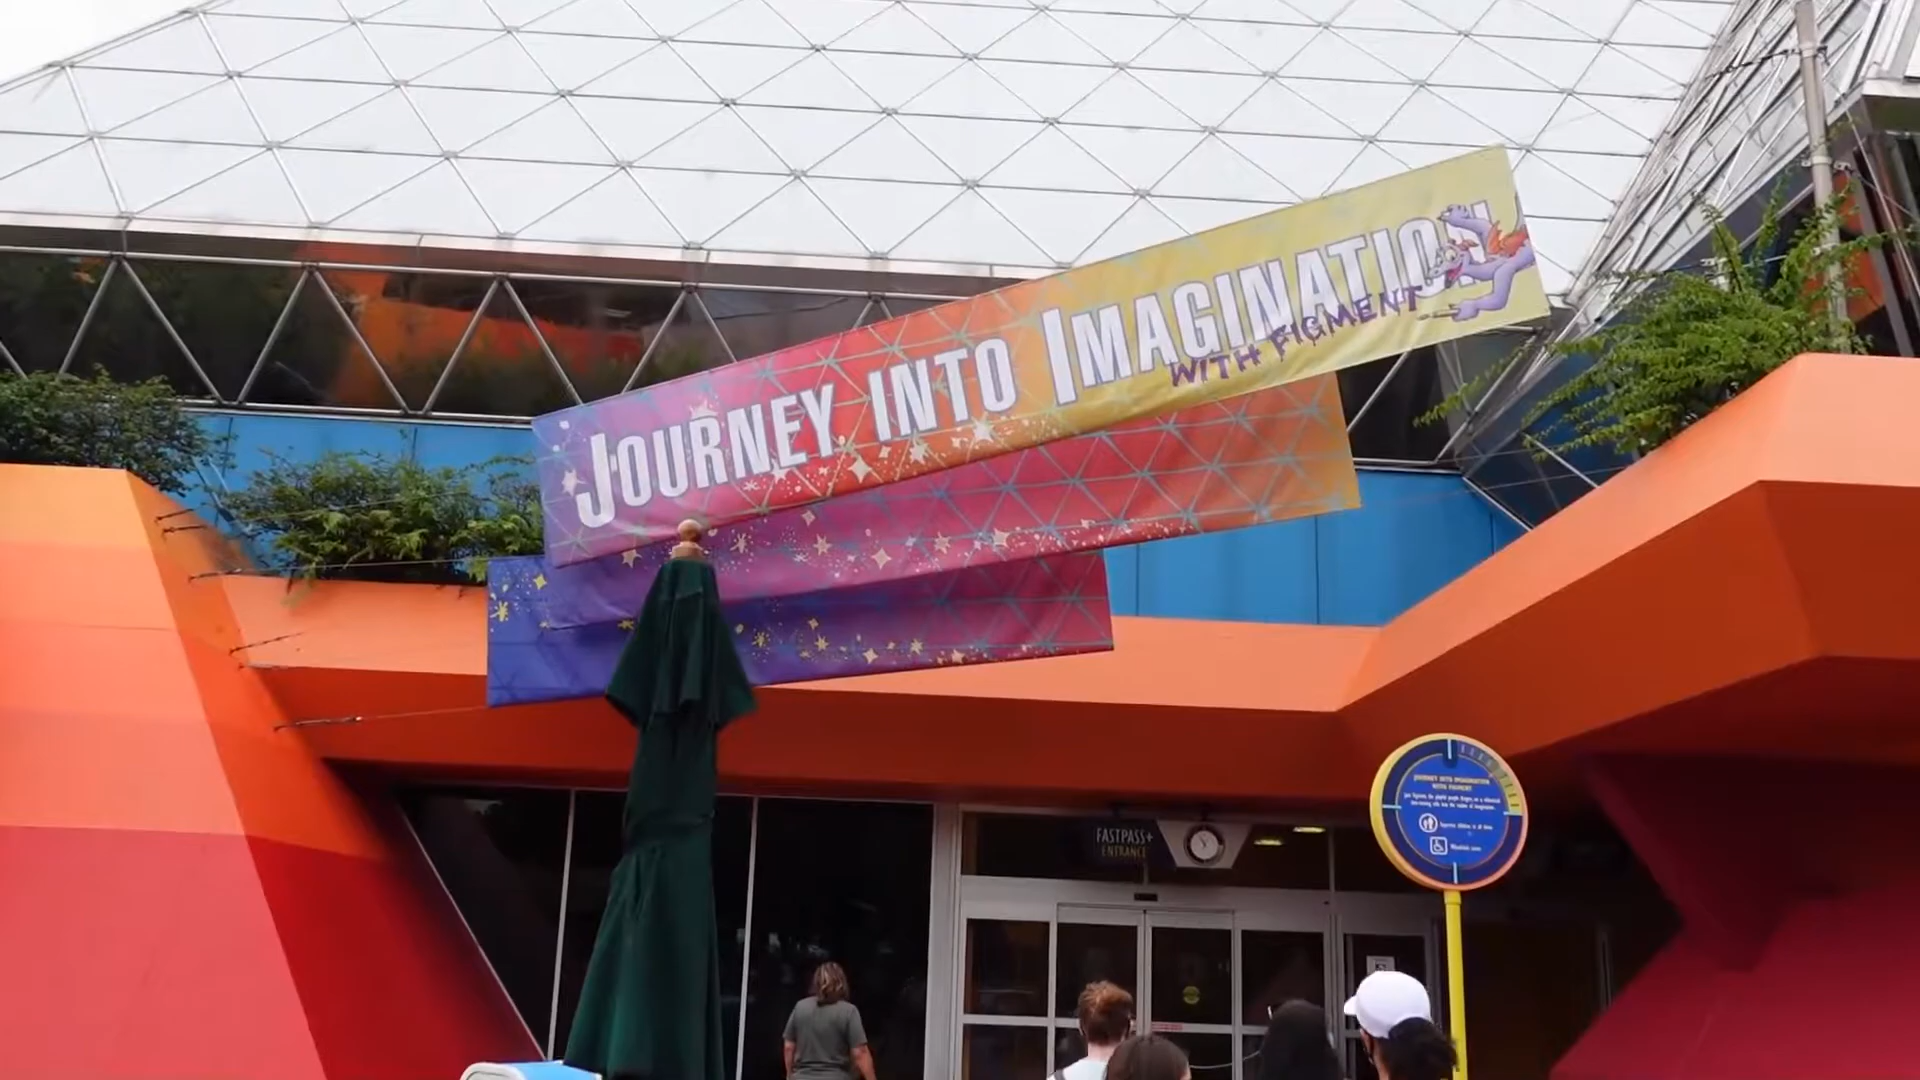 JOURNEY INTO IMAGINATION
WITH FIGMENT
FASTPASS+
ENTRANCE
JOURNEY INTO IMAGINATION
WITH FIGMENT